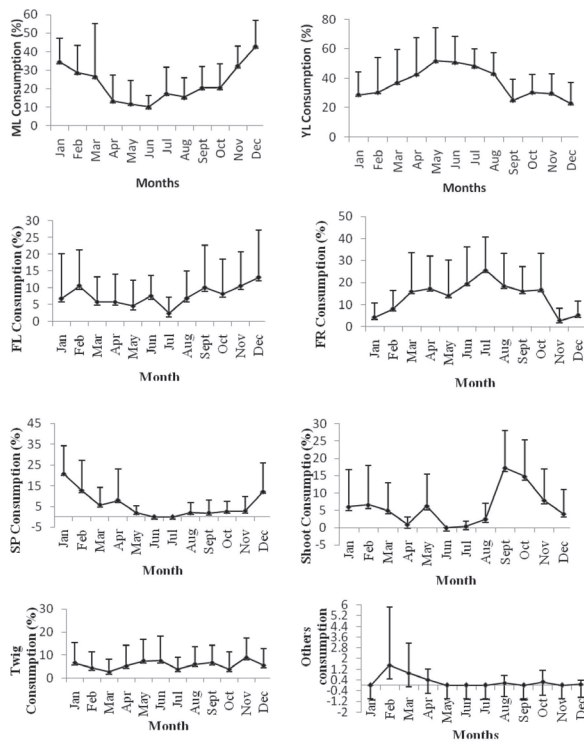 ML Consumption (%)
60
50
40
30
20
10
0
Jan Feb Mar Apr May Jun Jul Aug Sept Oct Nov Dec
Months
YL Consumption (%)
80
60
40
20
0
Jan Feb Mar Apr May Jun Jul Aug Sept Oct Nov Dec
Months
FL Consumption (%)
30
25
20
15
10
5
0
Jan Feb Mar Apr May Jun Jul Aug Sept Oct Nov Dec
Month
FR Consumption (%)
50
40
30
20
10
0
Jan Feb Mar Apr May Jun Jul Aug Sept Oct Nov Dec
Month
SP Consumption (%)
45
35
25
15
5
-5
Jan Feb Mar Apr May Jun Jul Aug Sept Oct Nov Dec
Month
Shoot Consumptio (%)
30
25
20
15
10
5
0
-5
Jan Feb Mar Apr May Jun Jul Aug Sept Oct Nov Dec
Month
Twig
Consumption (%)
30
20
10
0
Jan Feb Mar Apr May Jun Jul Aug Sept Oct Nov Dec
Month
Others
consumption
6
5.2
4.4
3.6
2.8
2
1.2
0.4
-0.4
-1.2
-2
Jan Feb Mar Apr May Jun Jul Aug Sep Oct Nov Dec
Months